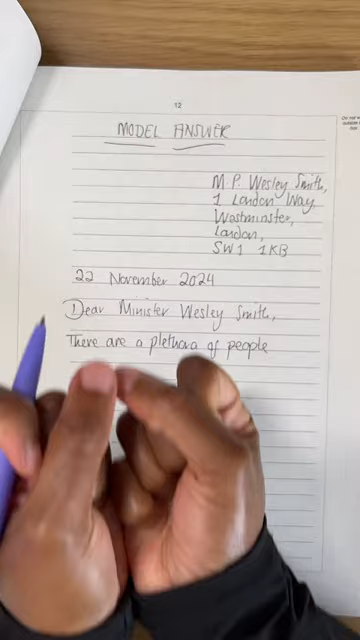 12
MODEL ANSWER
M.P. Wesley Smith,
1 London Way
Westminster,
London,
SW1 1KB
22 November 2024
Dear Minister Wesley Smith,
There are a plethora of people